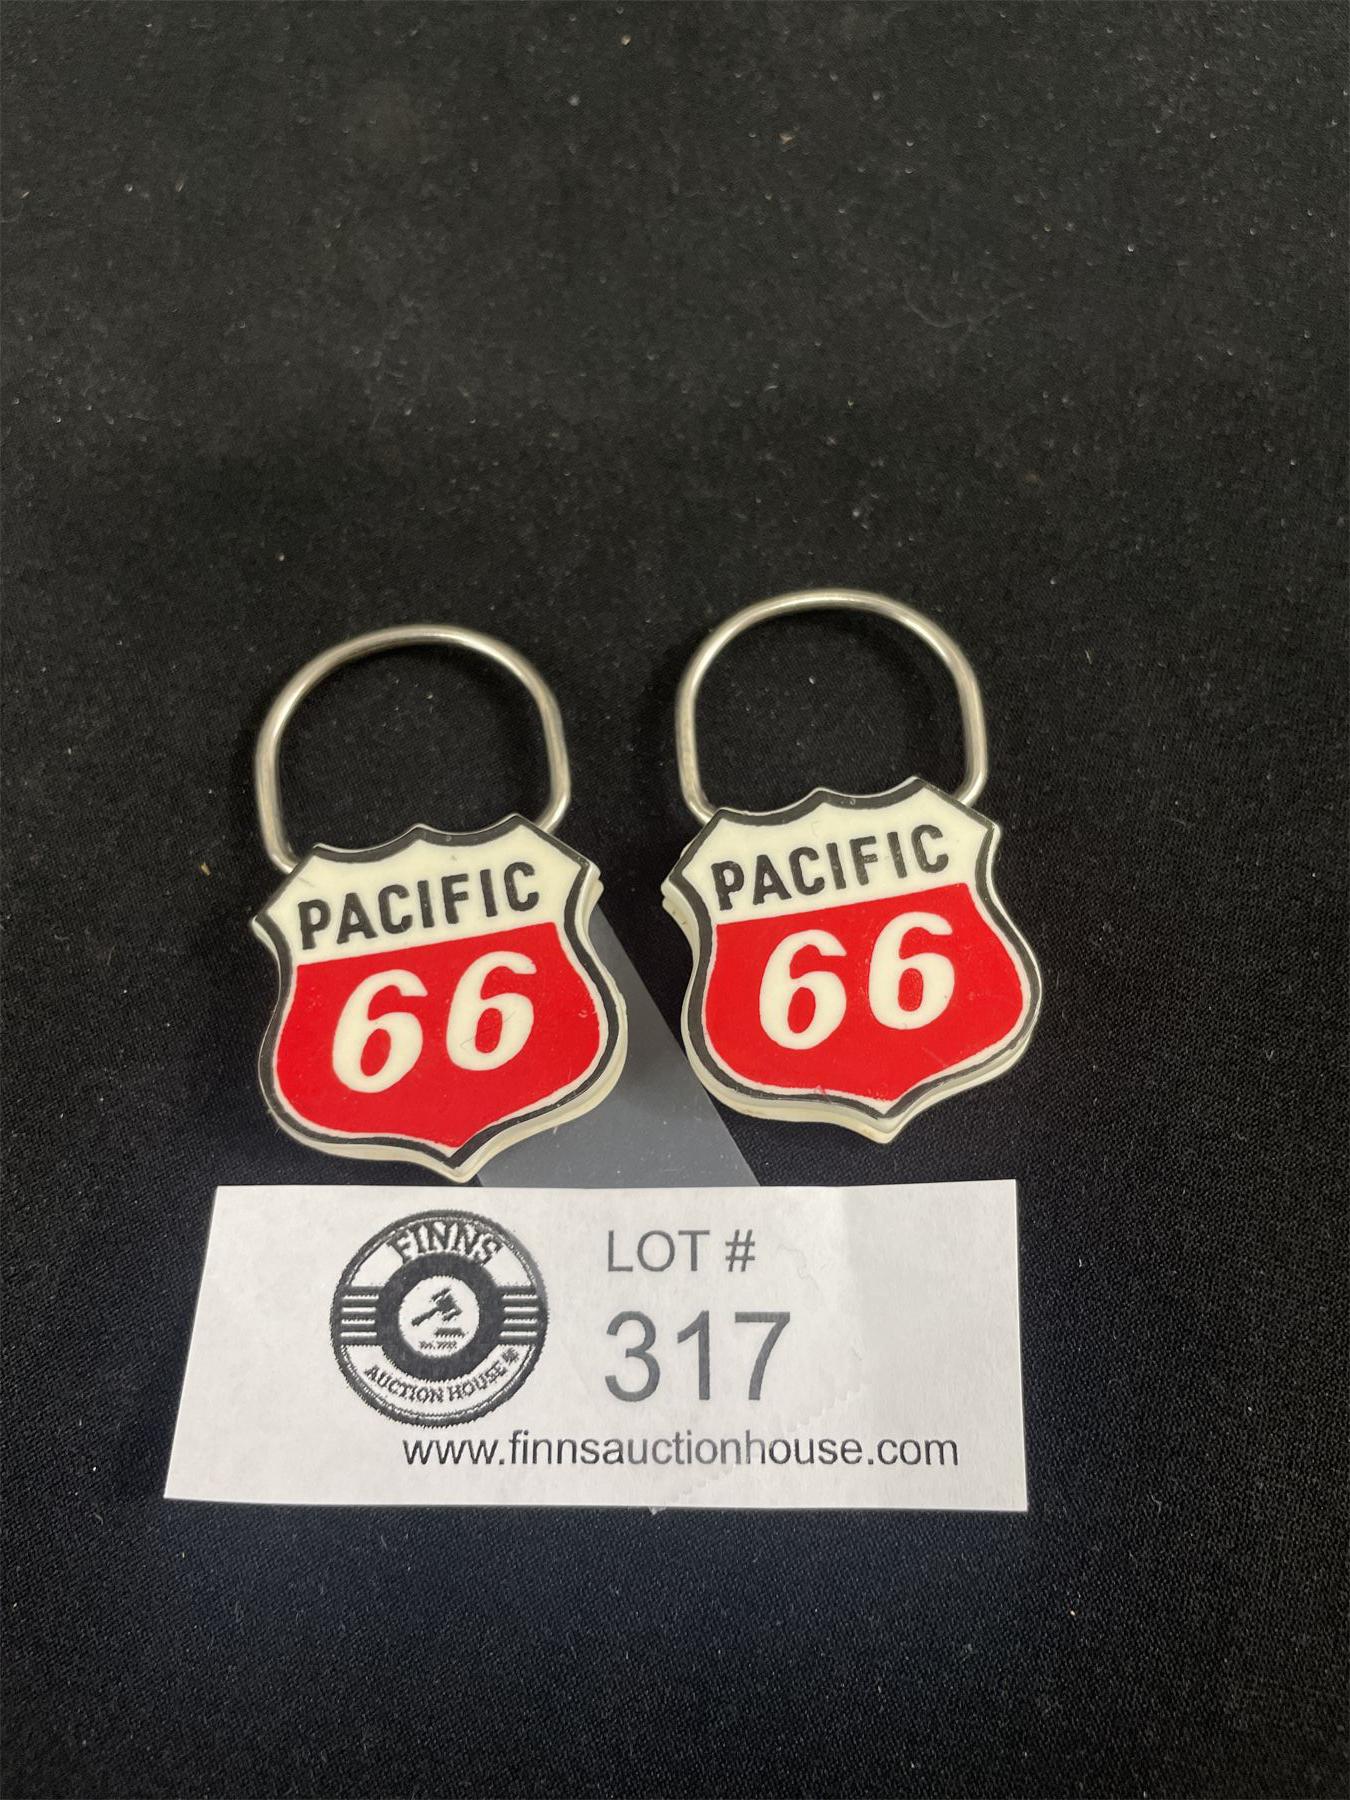 PACIFIC
66
PACIFIC
66
FINNS
AUCTION HOUSE
LOT #
317
www.finnsauctionhouse.com